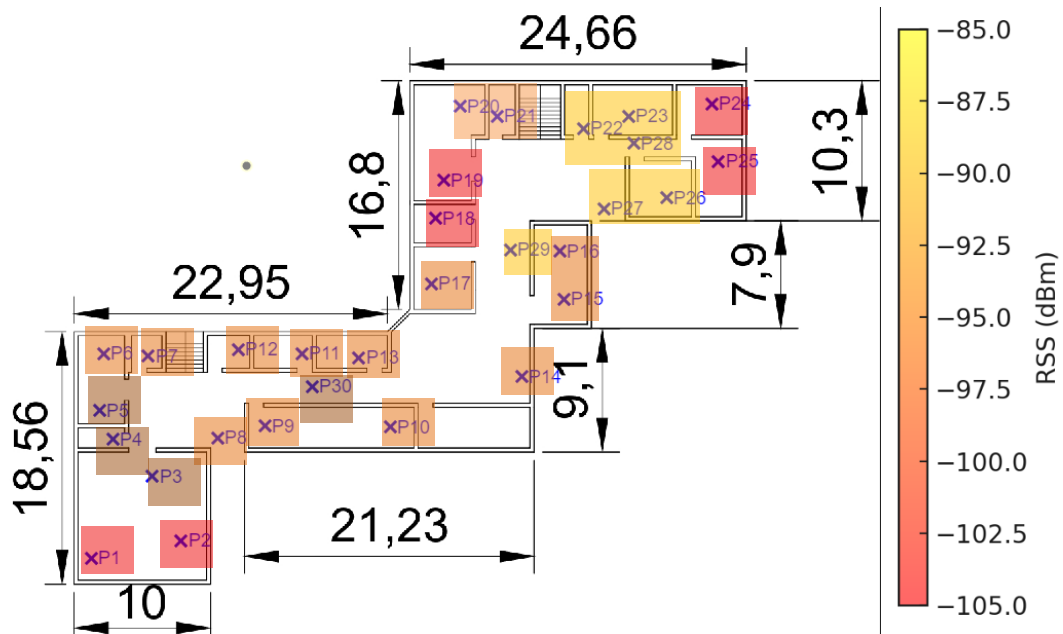 24,66
−85.0
P20
P21
P22
P23
P24
−87.5
P28
10,3
P25
P19
16,8
−90.0
P26
P27
P18
P29
P16
−92.5
7,9
P17
P15
22,95
−95.0
RSS (dBm)
P6
P7
P12
P11
P13
P14
P30
9,1
−97.5
P5
P9
P10
P4
P8
−100.0
P3
18,56
P2
21,23
−102.5
P1
10
−105.0